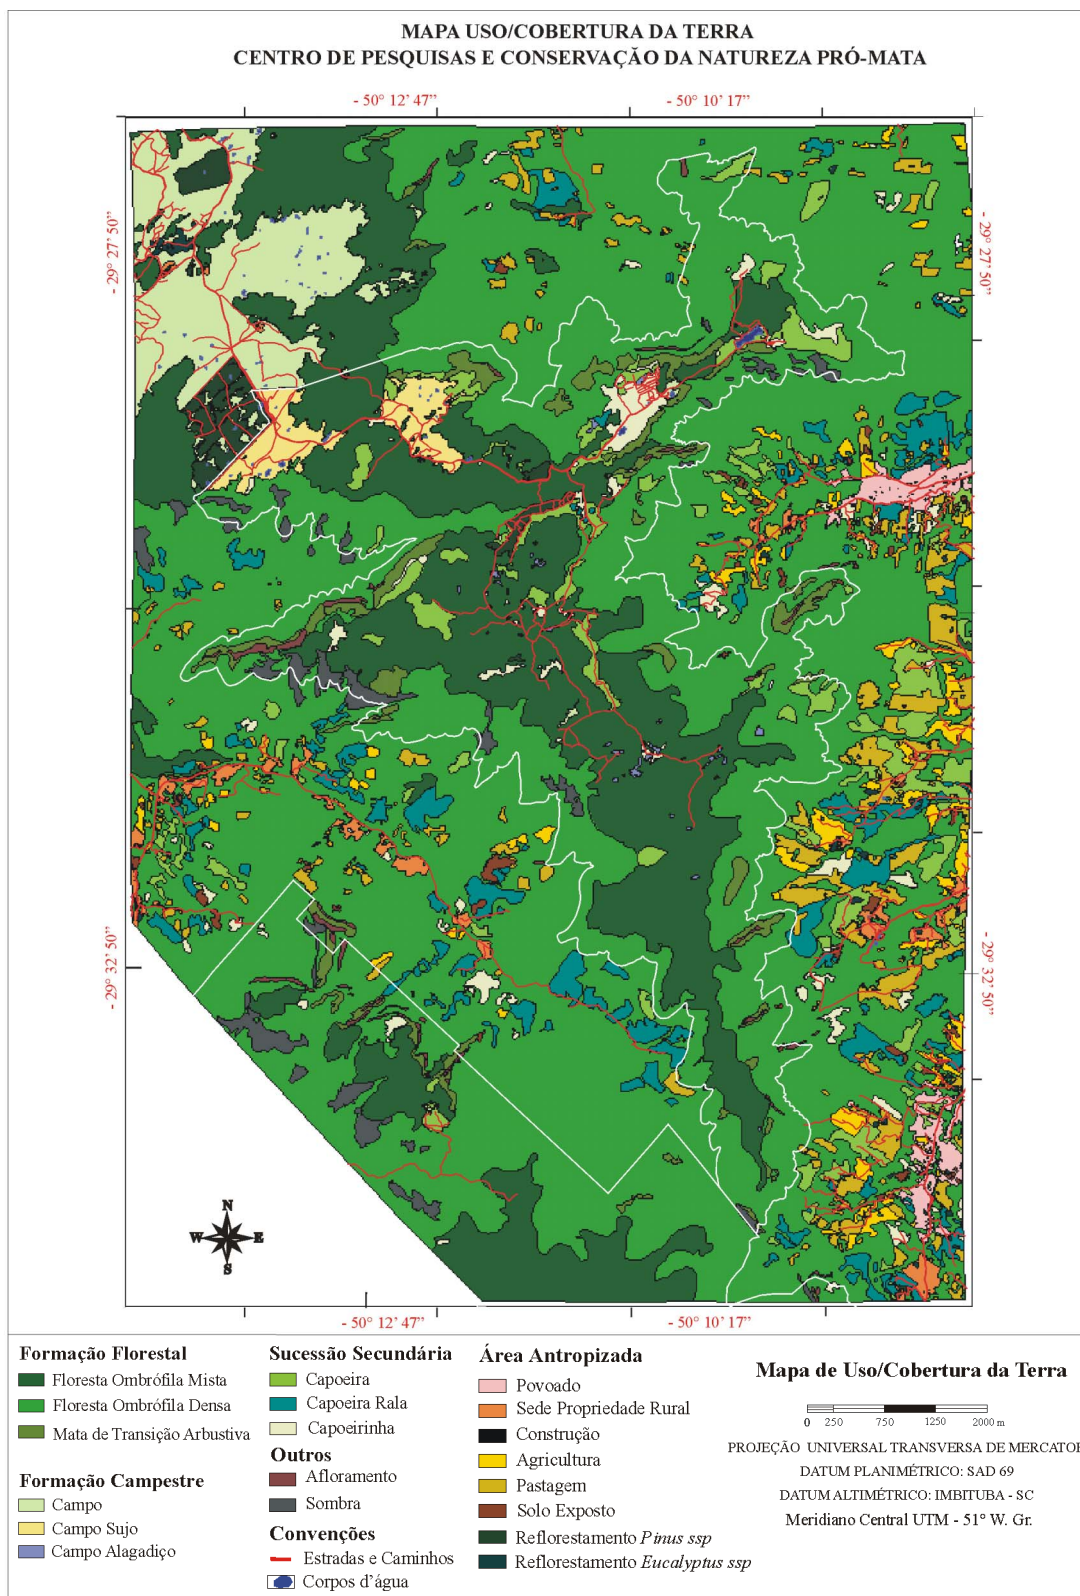 MAPA USO/COBERTURA DA TERRA
CENTRO DE PESQUISAS E CONSERVAÇÃO DA NATUREZA PRÓ-MATA
- 50° 12' 47”
- 50° 10' 17”
- 29° 27' 50”
- 29° 27' 50”
- 29° 32' 50”
- 29° 32' 50”
N
W
E
S
- 50° 12' 47”
- 50° 10' 17”
Formação Florestal
Floresta Ombrófila Mista
Floresta Ombrófila Densa
Mata de Transição Arbustiva
Formação Campestre
Campo
Campo Sujo
Campo Alagadiço
Sucessão Secundária
Capoeira
Capoeira Rala
Capoeirinha
Outros
Afloramento
Sombra
Convenções
Estradas e Caminhos
Corpos d'água
Área Antropizada
Povoado
Sede Propriedade Rural
Construção
Agricultura
Pastagem
Solo Exposto
Reflorestamento Pinus ssp
Reflorestamento Eucalyptus ssp
Mapa de Uso/Cobertura da Terra
0 250 750 1250 2000 m
PROJEÇÃO UNIVERSAL TRANSVERSA DE MERCATOR
DATUM PLANIMÉTRICO: SAD 69
DATUM ALTIMÉTRICO: IMBITUBA - SC
Meridiano Central UTM - 51° W. Gr.